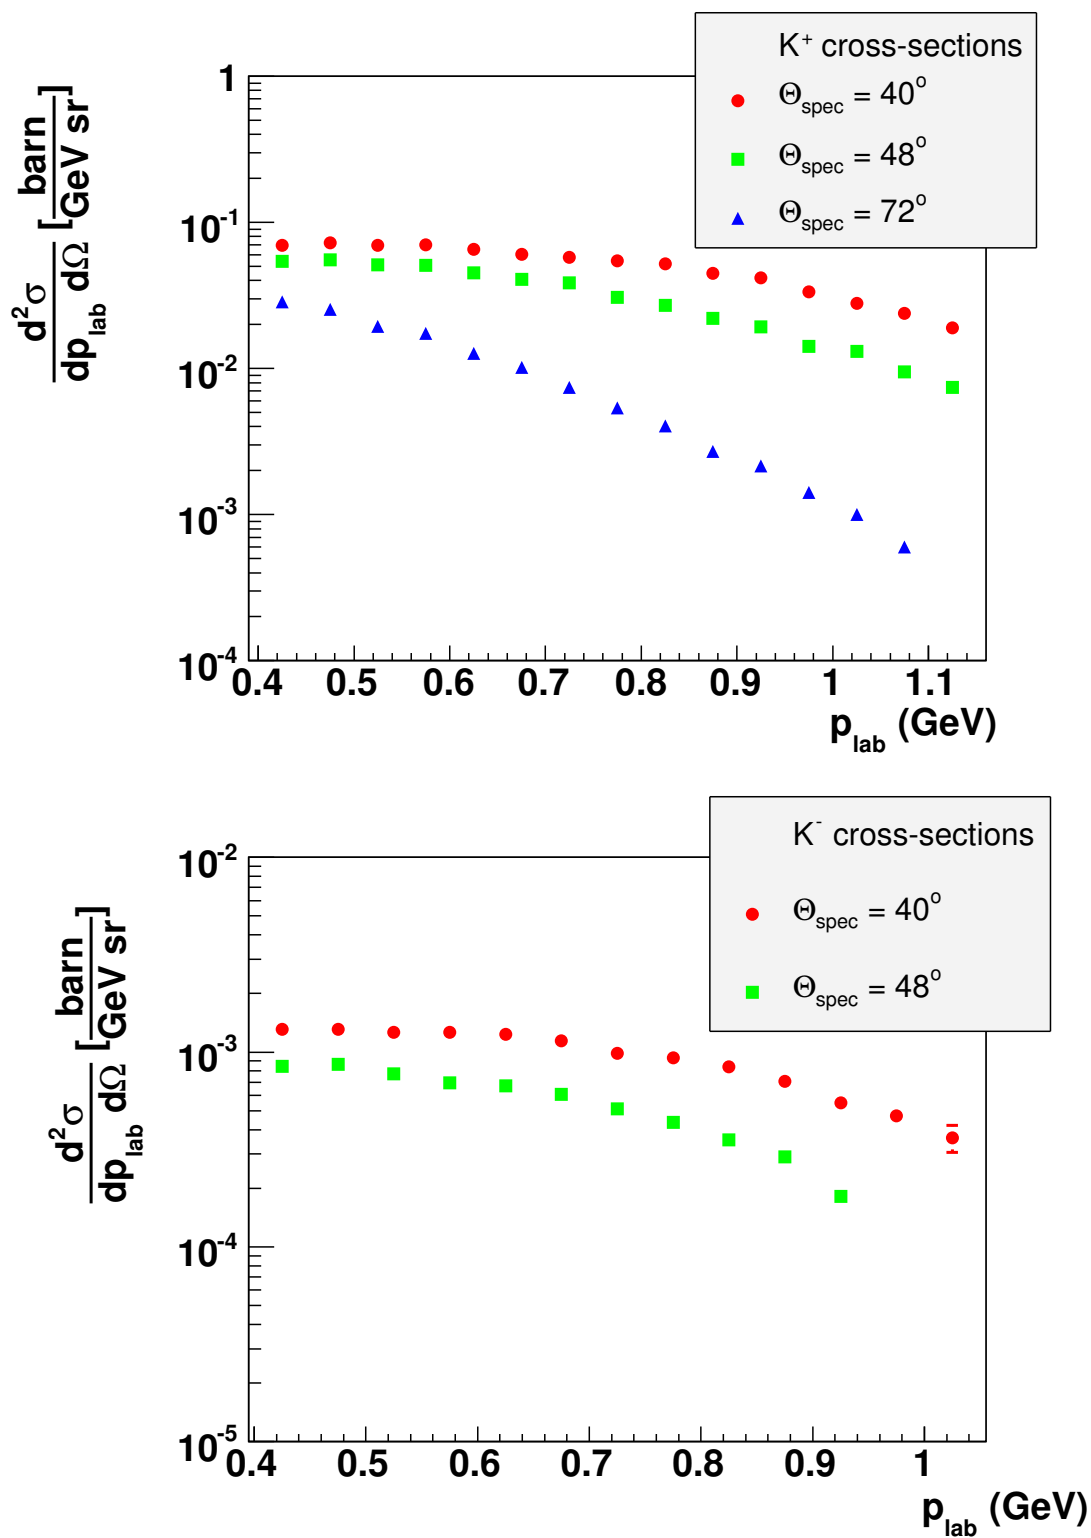 K⁺ cross-sections
Θspec = 40°
Θspec = 48°
Θspec = 72°
d²σ
dplab dΩ
[barn
GeV sr]
1
10⁻¹
10⁻²
10⁻³
10⁻⁴
0.4 0.5 0.6 0.7 0.8 0.9 1 1.1
plab (GeV)
K⁻ cross-sections
Θspec = 40°
Θspec = 48°
d²σ
dplab dΩ
[barn
GeV sr]
10⁻²
10⁻³
10⁻⁴
10⁻⁵
0.4 0.5 0.6 0.7 0.8 0.9 1
plab (GeV)